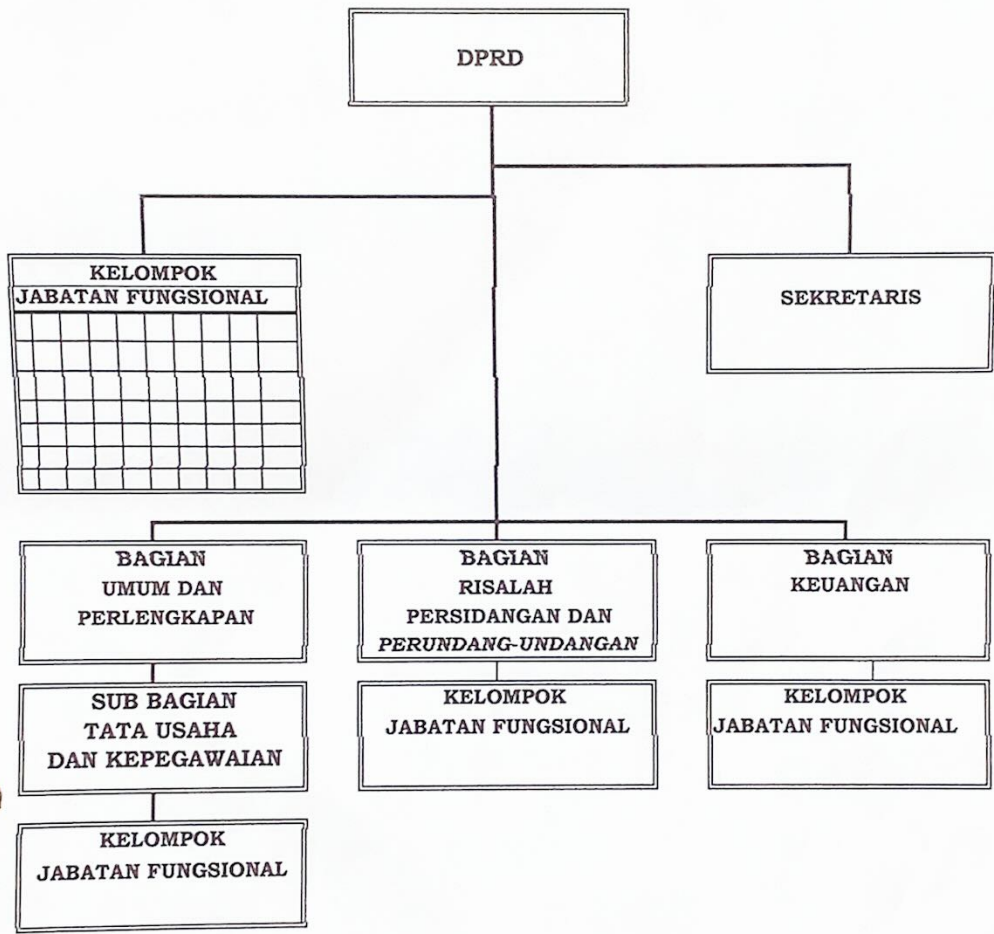 DPRD
KELOMPOK
JABATAN FUNGSIONAL
SEKRETARIS
BAGIAN
UMUM DAN
PERLENGKAPAN
BAGIAN
RISALAH
PERSIDANGAN DAN
PERUNDANG-UNDANGAN
BAGIAN
KEUANGAN
SUB BAGIAN
TATA USAHA
DAN KEPEGAWAIAN
KELOMPOK
JABATAN FUNGSIONAL
KELOMPOK
JABATAN FUNGSIONAL
KELOMPOK
JABATAN FUNGSIONAL